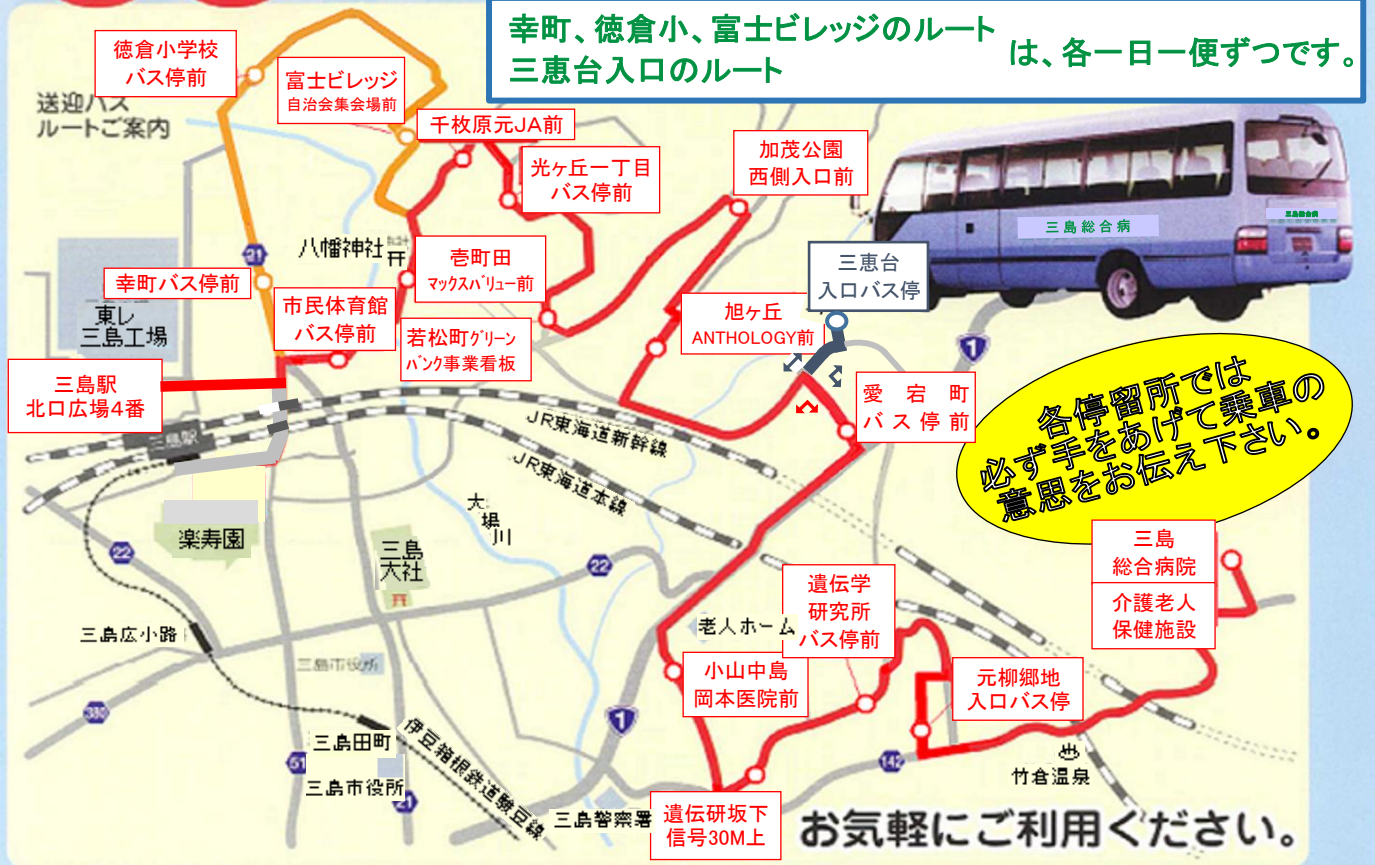 幸町、徳倉小、富士ビレッジのルート
三恵台入口のルート
は、各一日一便ずつです。
徳倉小学校
バス停前
富士ビレッジ
自治会集会場前
送迎バス
ルートご案内
千枚原元JA前
光ヶ丘一丁目
バス停前
加茂公園
西側入口前
三島総合病
三島総合病
八幡神社
壱町田
マックスバリュー前
三恵台
入口バス停
21
幸町バス停前
東レ
三島工場
市民体育館
バス停前
若松町グリーン
バンク事業看板
旭ヶ丘
ANTHOLOGY前
1
三島駅
北口広場4番
愛宕町
バス停前
各停留所では
必ず手をあげて乗車の
意思をお伝え下さい。
三島駅
JR東海道新幹線
JR東海道本線
大場川
楽寿園
22
三島
大社
22
三島
総合病院
介護老人
保健施設
遺伝学
研究所
バス停前
老人ホーム
三島広小路
三島市役所
小山中島
岡本医院前
元柳郷地
入口バス停
380
1
三島田町
伊豆箱根鉄道駿豆線
51
三島市役所
21
142
竹倉温泉
三島警察署
遺伝研坂下
信号30M上
お気軽にご利用ください。